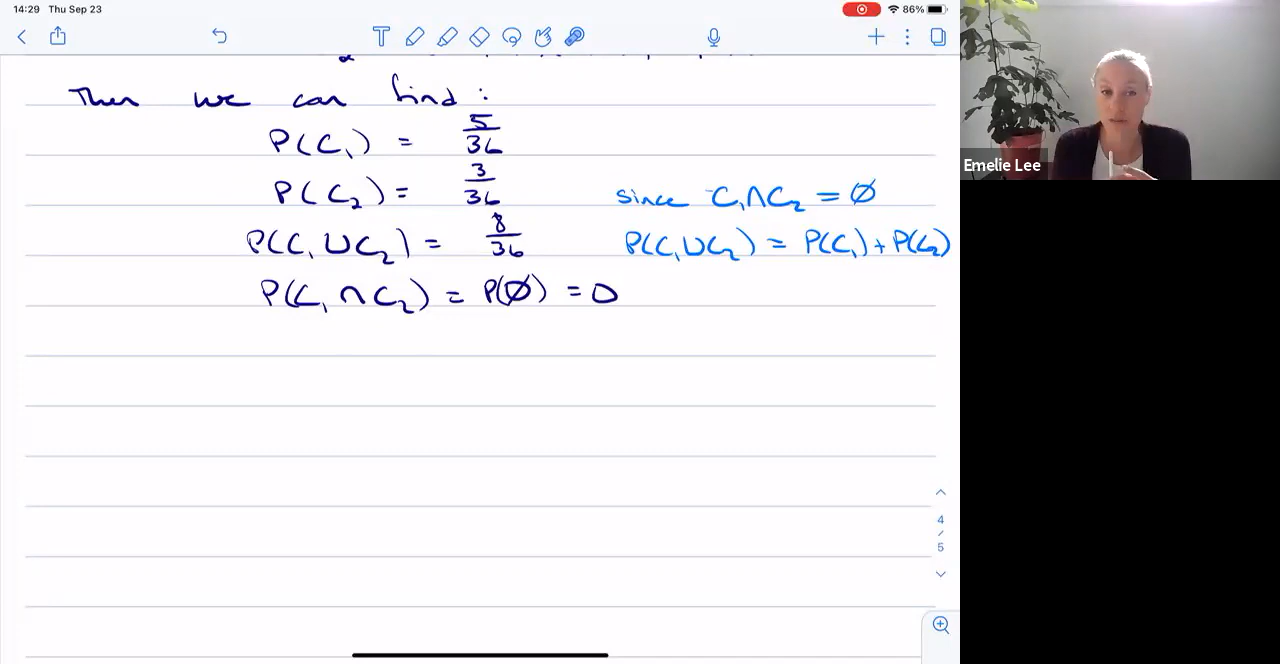 14:29 Thu Sep 23
86%
Then we can find :
P(C₁) = 5/36
P(C₂) = 3/36
since C₁∩C₂ = ∅
P(C₁∪C₂) = 8/36
P(C₁∪C₂) = P(C₁)+P(C₂)
P(C₁∩C₂) = P(∅) = 0
Emelie Lee
4
/
5